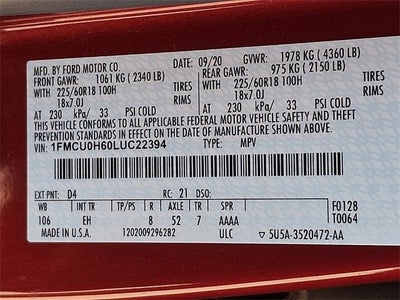 MFD. BY FORD MOTOR CO. 09/20 GVWR: 1978 KG ( 4360 LB)
FRONT GAWR: 1061 KG ( 2340 LB) REAR GAWR: 975 KG ( 2150 LB)
WITH 225/60R18 100H TIRES WITH 225/60R18 100H TIRES
18x7.0J RIMS 18x7.0J RIMS
AT 230 kPa/ 33 PSI COLD AT 230 kPa/ 33 PSI COLD
THIS VEHICLE CONFORMS TO ALL APPLICABLE FEDERAL MOTOR VEHICLE SAFETY, BUMPER, AND THEFT
PREVENTION STANDARDS IN EFFECT ON THE DATE OF MANUFACTURE SHOWN ABOVE.
VIN: 1FMCU0H60LUC22394 TYPE: MPV
EXT PNT: D4 RC: 21 DSO:
WB INT TR TP/PS R AXLE TR SPR F0128
106 EH 8 52 7 AAAA T0064
MADE IN U.S.A. 1202009296282 ULC 5U5A-3520472-AA